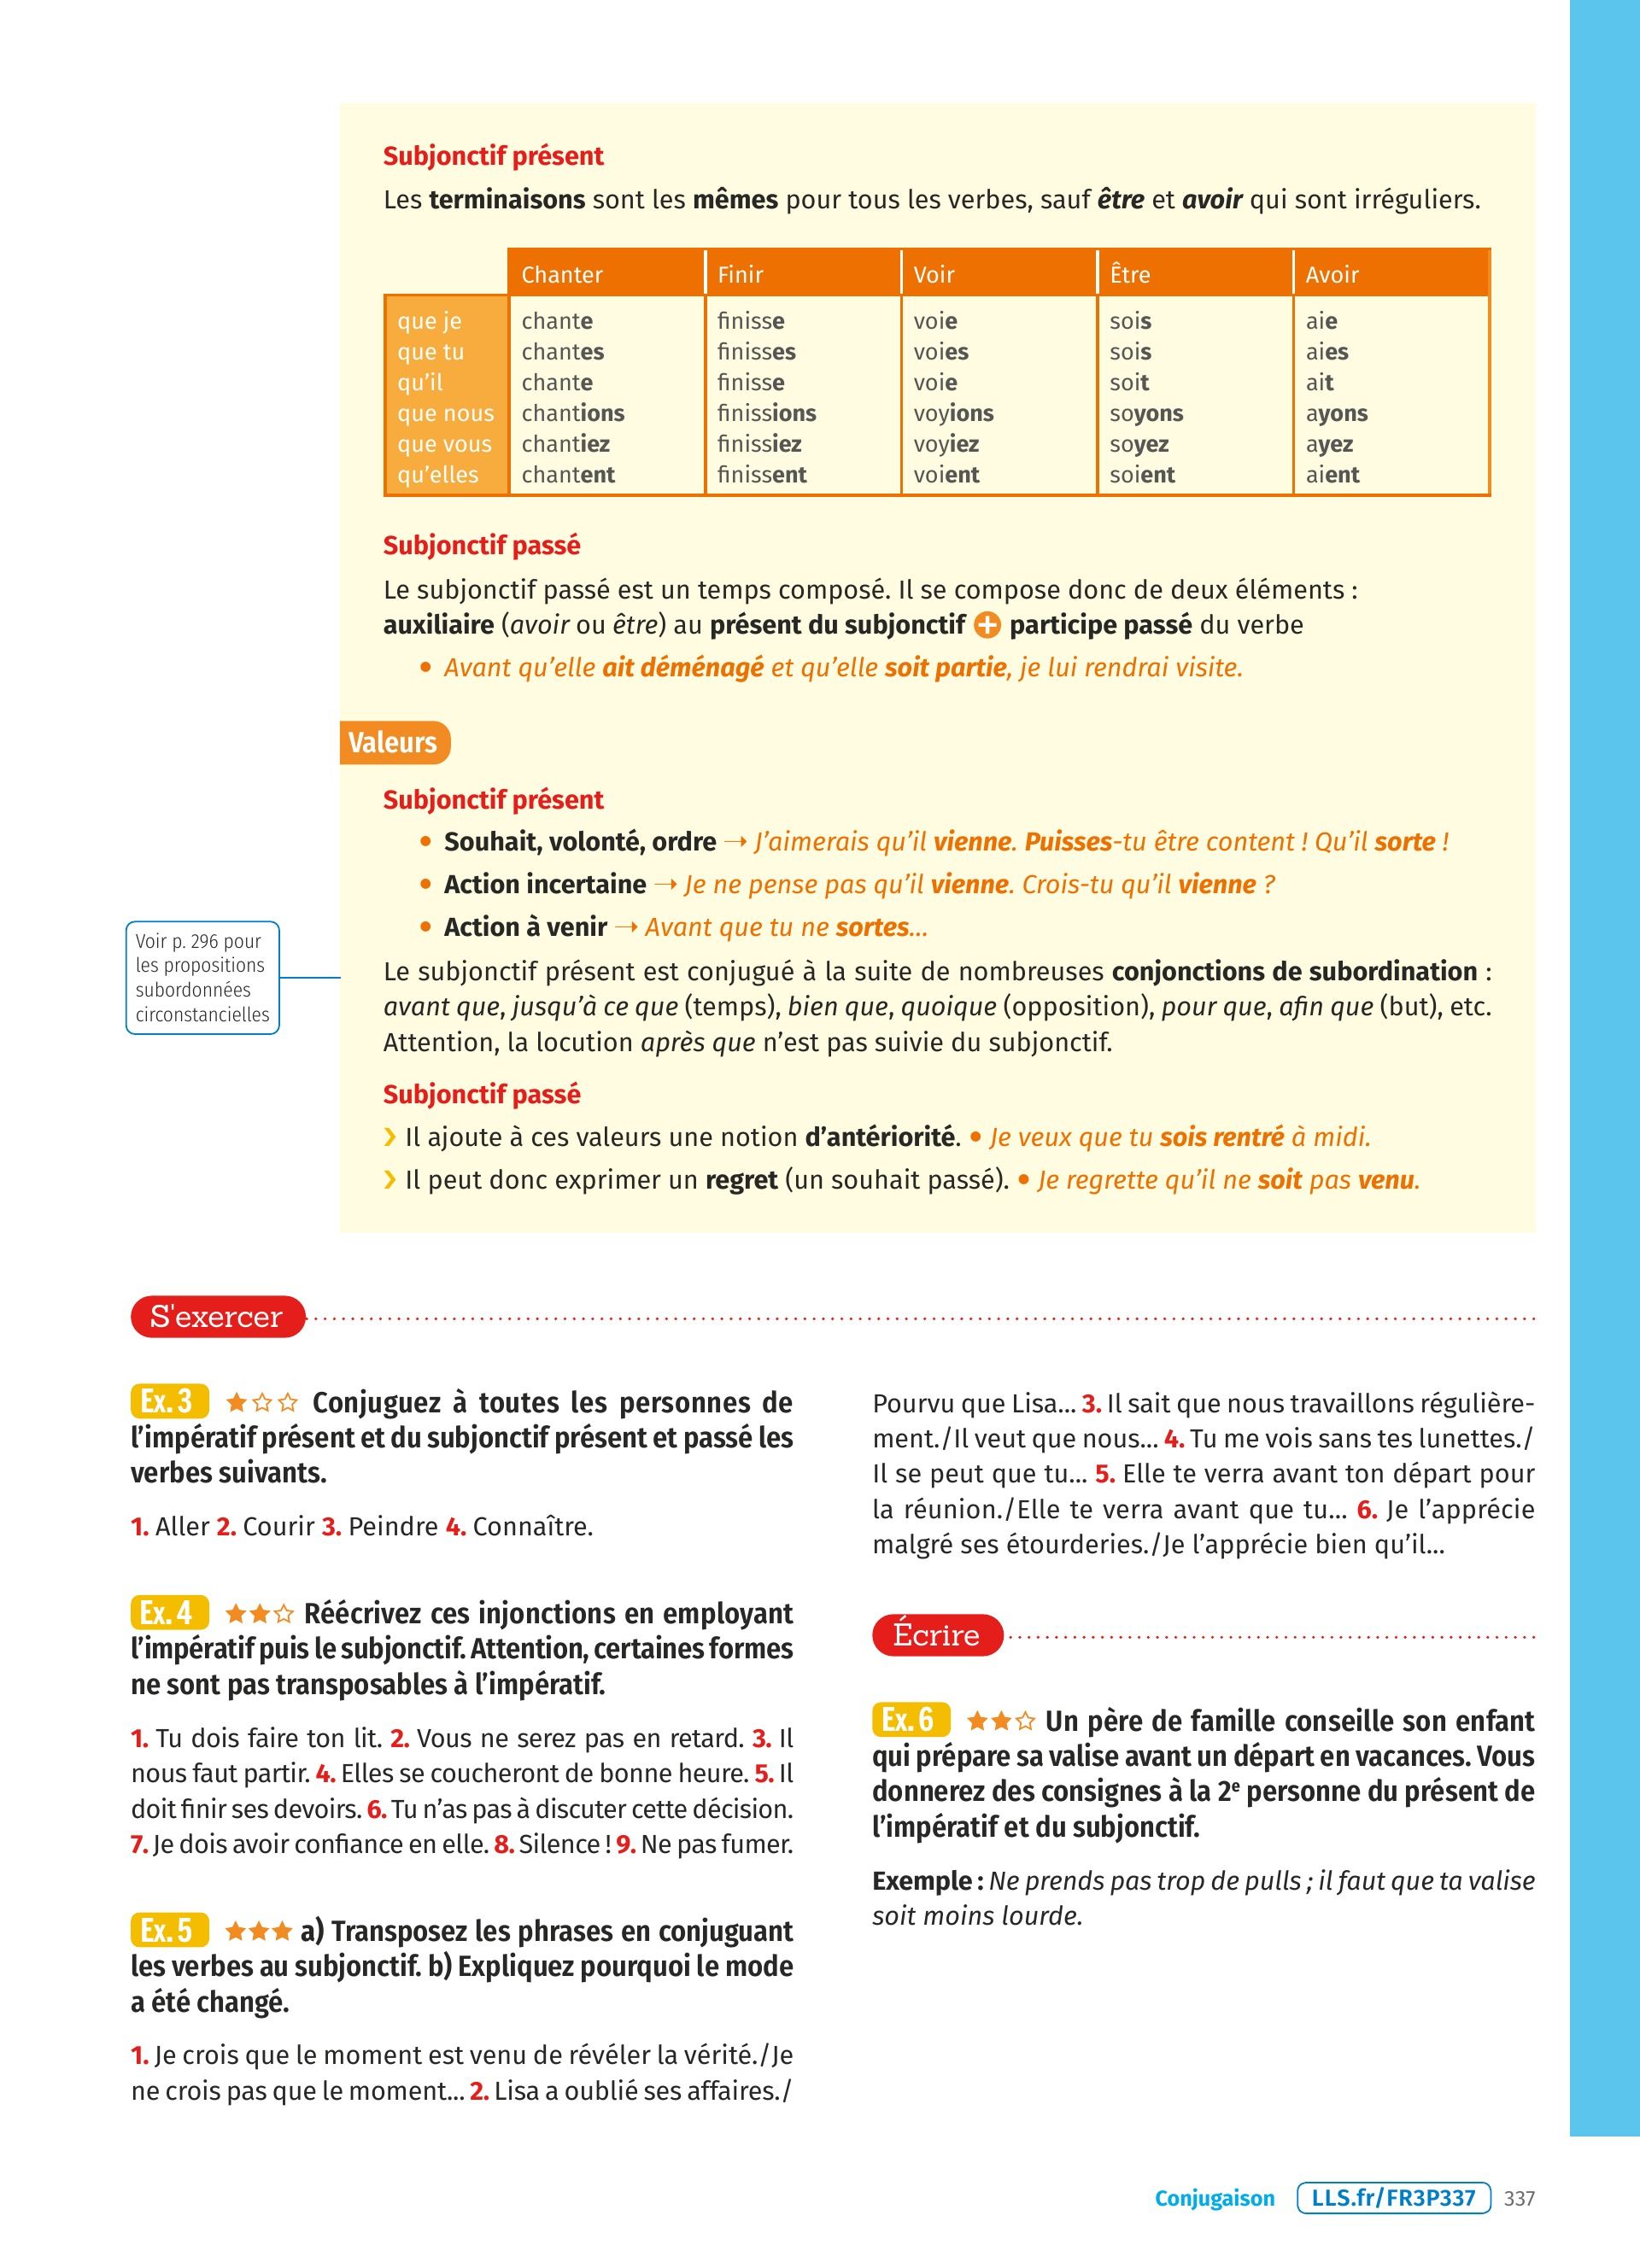 Subjonctif présent
Les terminaisons sont les mêmes pour tous les verbes, sauf être et avoir qui sont irréguliers.
Chanter Finir Voir Être Avoir
que je chante finisse voie sois aie
que tu chantes finisses voies sois aies
qu'il chante finisse voie soit ait
que nous chantions finissions voyions soyons ayons
que vous chantiez finissiez voyiez soyez ayez
qu'elles chantent finissent voient soient aient
Subjonctif passé
Le subjonctif passé est un temps composé. Il se compose donc de deux éléments :
auxiliaire (avoir ou être) au présent du subjonctif + participe passé du verbe
• Avant qu'elle ait déménagé et qu'elle soit partie, je lui rendrai visite.
Valeurs
Subjonctif présent
• Souhait, volonté, ordre → J'aimerais qu'il vienne. Puisses-tu être content ! Qu'il sorte !
• Action incertaine → Je ne pense pas qu'il vienne. Crois-tu qu'il vienne ?
• Action à venir → Avant que tu ne sortes…
Voir p. 296 pour
les propositions
subordonnées
circonstancielles
Le subjonctif présent est conjugué à la suite de nombreuses conjonctions de subordination :
avant que, jusqu'à ce que (temps), bien que, quoique (opposition), pour que, afin que (but), etc.
Attention, la locution après que n'est pas suivie du subjonctif.
Subjonctif passé
› Il ajoute à ces valeurs une notion d'antériorité. • Je veux que tu sois rentré à midi.
› Il peut donc exprimer un regret (un souhait passé). • Je regrette qu'il ne soit pas venu.
S'exercer
Ex. 3 ★☆☆ Conjuguez à toutes les personnes de
l'impératif présent et du subjonctif présent et passé les
verbes suivants.
1. Aller 2. Courir 3. Peindre 4. Connaître.
Ex. 4 ★★☆ Réécrivez ces injonctions en employant
l'impératif puis le subjonctif. Attention, certaines formes
ne sont pas transposables à l'impératif.
1. Tu dois faire ton lit. 2. Vous ne serez pas en retard. 3. Il
nous faut partir. 4. Elles se coucheront de bonne heure. 5. Il
doit finir ses devoirs. 6. Tu n'as pas à discuter cette décision.
7. Je dois avoir confiance en elle. 8. Silence ! 9. Ne pas fumer.
Ex. 5 ★★★ a) Transposez les phrases en conjuguant
les verbes au subjonctif. b) Expliquez pourquoi le mode
a été changé.
1. Je crois que le moment est venu de révéler la vérité./Je
ne crois pas que le moment… 2. Lisa a oublié ses affaires./
Pourvu que Lisa… 3. Il sait que nous travaillons régulière-
ment./Il veut que nous… 4. Tu me vois sans tes lunettes./
Il se peut que tu… 5. Elle te verra avant ton départ pour
la réunion./Elle te verra avant que tu… 6. Je l'apprécie
malgré ses étourderies./Je l'apprécie bien qu'il…
Écrire
Ex. 6 ★★☆ Un père de famille conseille son enfant
qui prépare sa valise avant un départ en vacances. Vous
donnerez des consignes à la 2e personne du présent de
l'impératif et du subjonctif.
Exemple : Ne prends pas trop de pulls ; il faut que ta valise
soit moins lourde.
Conjugaison LLS.fr/FR3P337 337